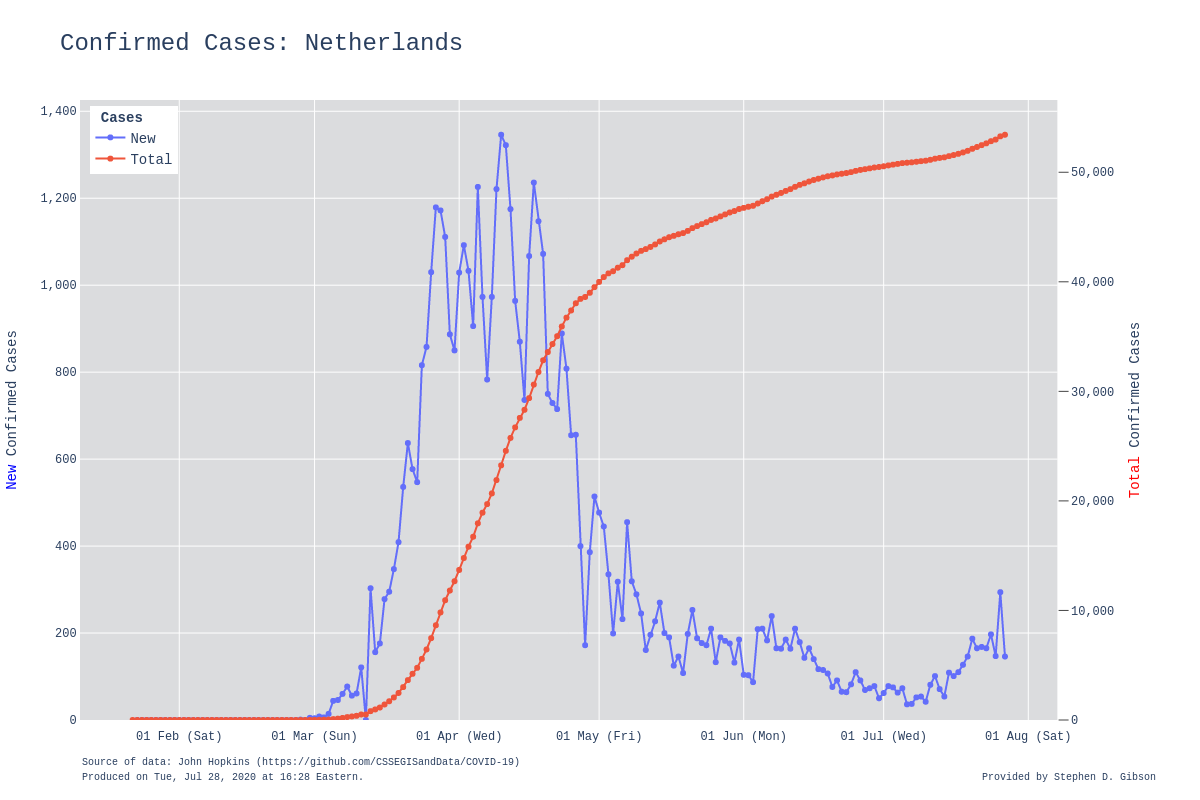 Confirmed Cases: Netherlands
Cases
New
Total
1,400
1,200
1,000
800
600
400
200
0
New Confirmed Cases
50,000
40,000
30,000
20,000
10,000
0
Total Confirmed Cases
01 Feb (Sat) 01 Mar (Sun) 01 Apr (Wed) 01 May (Fri) 01 Jun (Mon) 01 Jul (Wed) 01 Aug (Sat)
Source of data: John Hopkins (https://github.com/CSSEGISandData/COVID-19)
Produced on Tue, Jul 28, 2020 at 16:28 Eastern.
Provided by Stephen D. Gibson